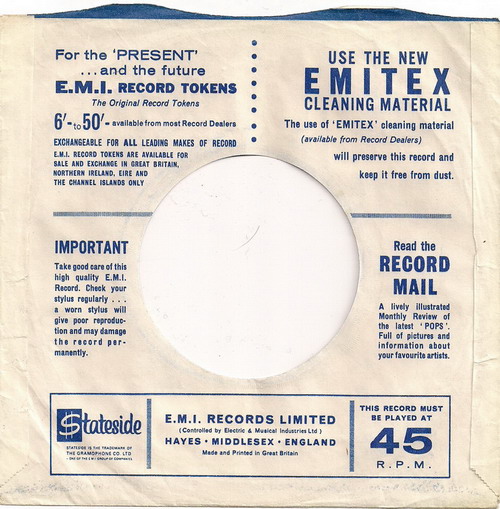 For the 'PRESENT'
...and the future
E.M.I. RECORD TOKENS
The Original Record Tokens
6'- to 50'- available from most Record Dealers
EXCHANGEABLE FOR ALL LEADING MAKES OF RECORD
E.M.I. RECORD TOKENS ARE AVAILABLE FOR
SALE AND EXCHANGE IN GREAT BRITAIN,
NORTHERN IRELAND, EIRE AND
THE CHANNEL ISLANDS ONLY
USE THE NEW
EMITEX
CLEANING MATERIAL
The use of 'EMITEX' cleaning material
(available from Record Dealers)
will preserve this record and
keep it free from dust.
IMPORTANT
Take good care of this
high quality E.M.I.
Record. Check your
stylus regularly . . .
a worn stylus will
give poor reproduc-
tion and may damage
the record per-
manently.
Read the
RECORD
MAIL
A lively illustrated
Monthly Review of
the latest 'POPS'.
Full of pictures and
information about
your favourite artists.
Stateside
STATESIDE IS THE TRADEMARK OF
THE GRAMOPHONE CO. LTD
- ONE OF THE E.M.I GROUP OF COMPANIES
E.M.I. RECORDS LIMITED
(Controlled by Electric & Musical Industries Ltd)
HAYES • MIDDLESEX • ENGLAND
Made and Printed in Great Britain
THIS RECORD MUST
BE PLAYED AT
45
R.P.M.